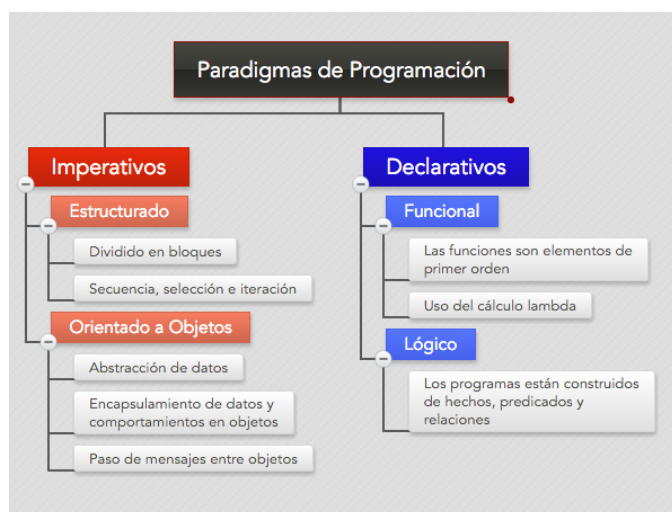 Paradigmas de Programación
Imperativos
Estructurado
Dividido en bloques
Secuencia, selección e iteración
Orientado a Objetos
Abstracción de datos
Encapsulamiento de datos y
comportamientos en objetos
Paso de mensajes entre objetos
Declarativos
Funcional
Las funciones son elementos de
primer orden
Uso del cálculo lambda
Lógico
Los programas están construidos
de hechos, predicados y
relaciones